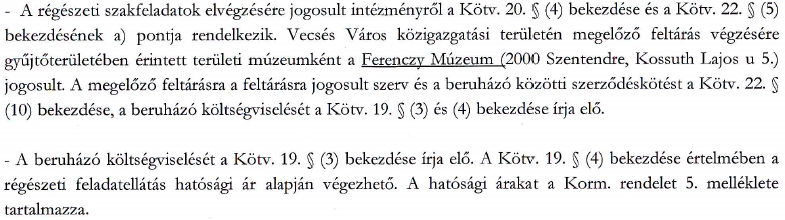 - A régészeti szakfeladatok elvégzésére jogosult intézményről a Kötv. 20. § (4) bekezdése és a Kötv. 22. § (5)
bekezdésének a) pontja rendelkezik. Vecsés Város közigazgatási területén megelőző feltárás végzésére
gyűjtőterületében érintett területi múzeumként a Ferenczy Múzeum (2000 Szentendre, Kossuth Lajos u 5.)
jogosult. A megelőző feltárásra a feltárásra jogosult szerv és a beruházó közötti szerződéskötést a Kötv. 22. §
(10) bekezdése, a beruházó költségviselését a Kötv. 19. § (3) és (4) bekezdése írja elő.
- A beruházó költségviselését a Kötv. 19. § (3) bekezdése írja elő. A Kötv. 19. § (4) bekezdése értelmében a
régészeti feladatellátás hatósági ár alapján végezhető. A hatósági árakat a Korm. rendelet 5. melléklete
tartalmazza.